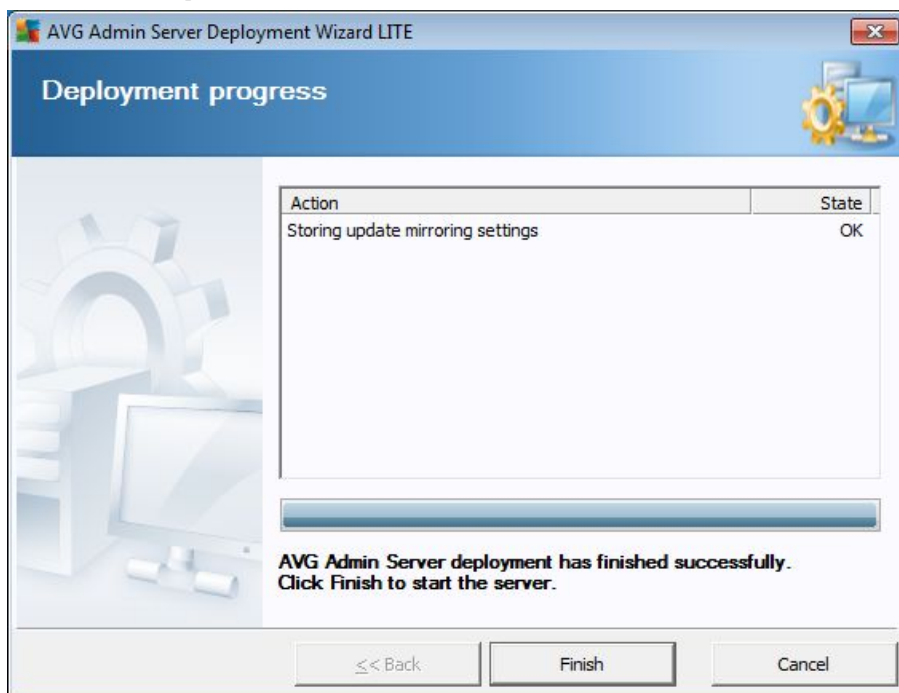 AVG Admin Server Deployment Wizard LITE
Deployment progress
Action State
Storing update mirroring settings OK
AVG Admin Server deployment has finished successfully.
Click Finish to start the server.
<< Back Finish Cancel